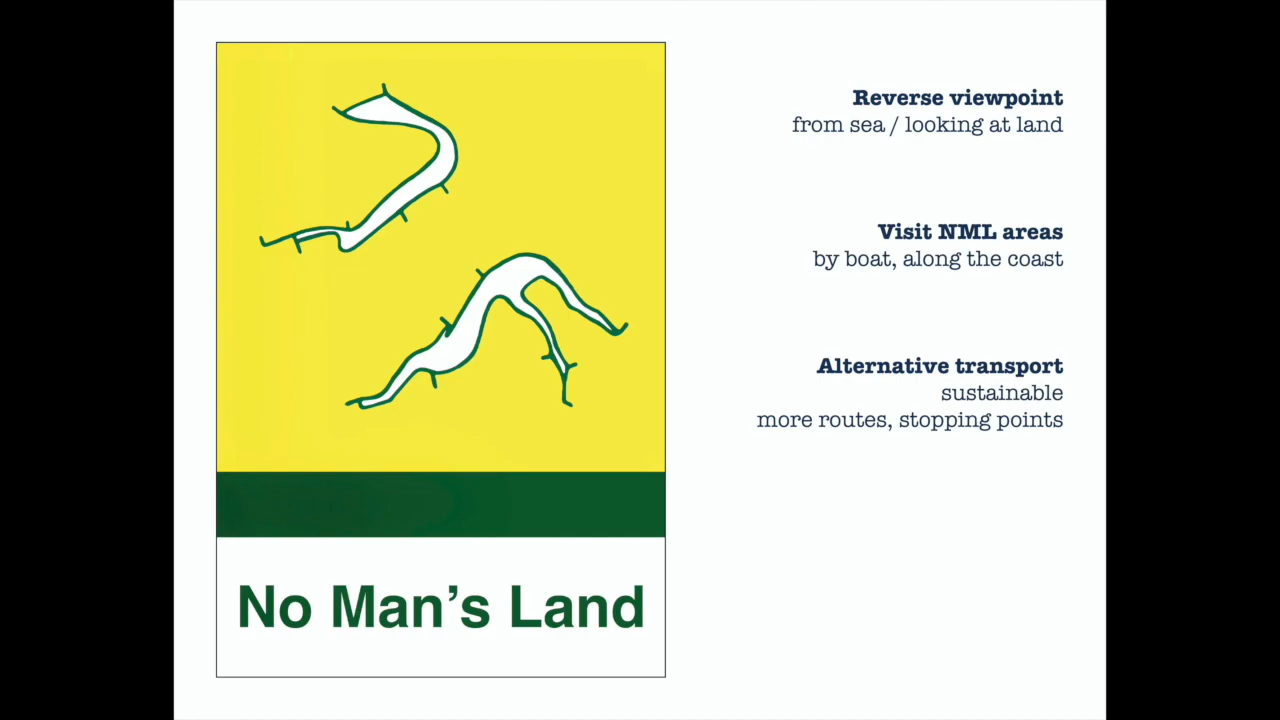 No Man’s Land
Reverse viewpoint
from sea / looking at land
Visit NML areas
by boat, along the coast
Alternative transport
sustainable
more routes, stopping points